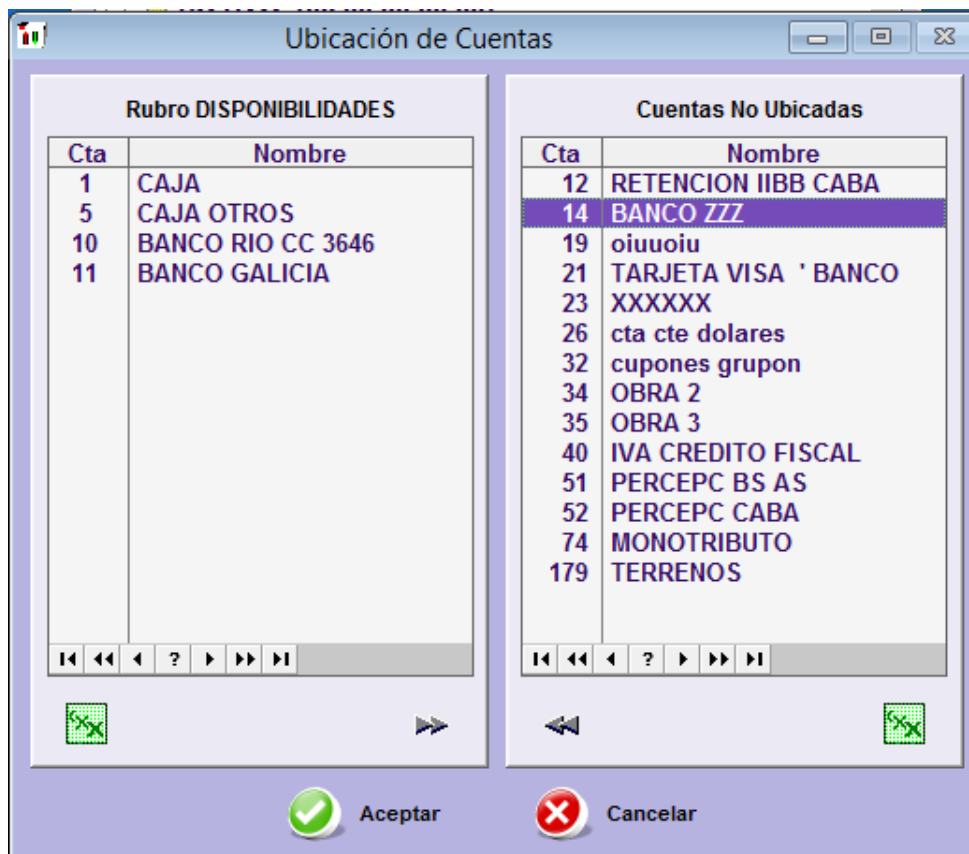 Ubicación de Cuentas
Rubro DISPONIBILIDADES
Cta Nombre
1 CAJA
5 CAJA OTROS
10 BANCO RIO CC 3646
11 BANCO GALICIA
?
Cuentas No Ubicadas
Cta Nombre
12 RETENCION IIBB CABA
14 BANCO ZZZ
19 oiuuoiu
21 TARJETA VISA ' BANCO
23 XXXXXX
26 cta cte dolares
32 cupones grupon
34 OBRA 2
35 OBRA 3
40 IVA CREDITO FISCAL
51 PERCEPC BS AS
52 PERCEPC CABA
74 MONOTRIBUTO
179 TERRENOS
?
Aceptar
Cancelar